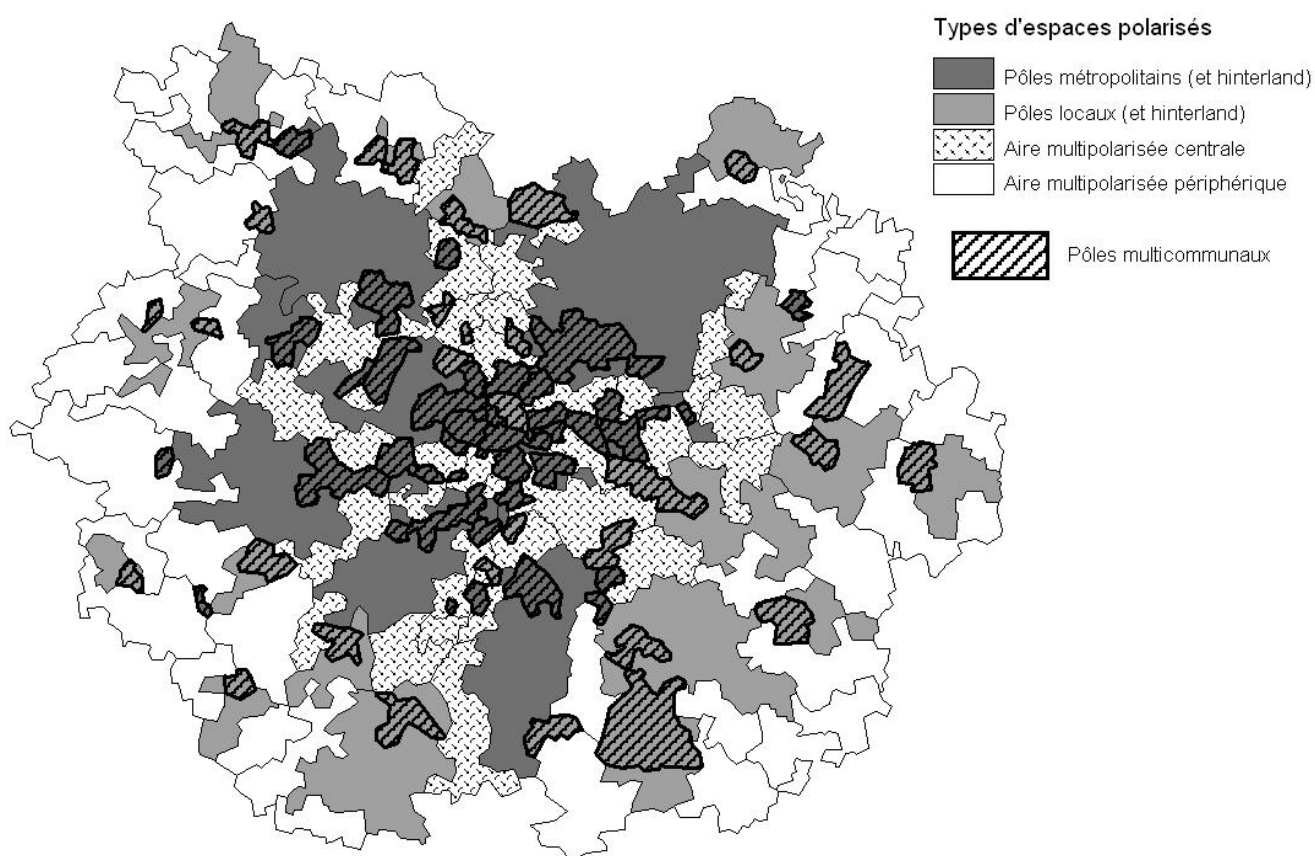 Types d'espaces polarisés
Pôles métropolitains (et hinterland)
Pôles locaux (et hinterland)
Aire multipolarisée centrale
Aire multipolarisée périphérique
Pôles multicommunaux